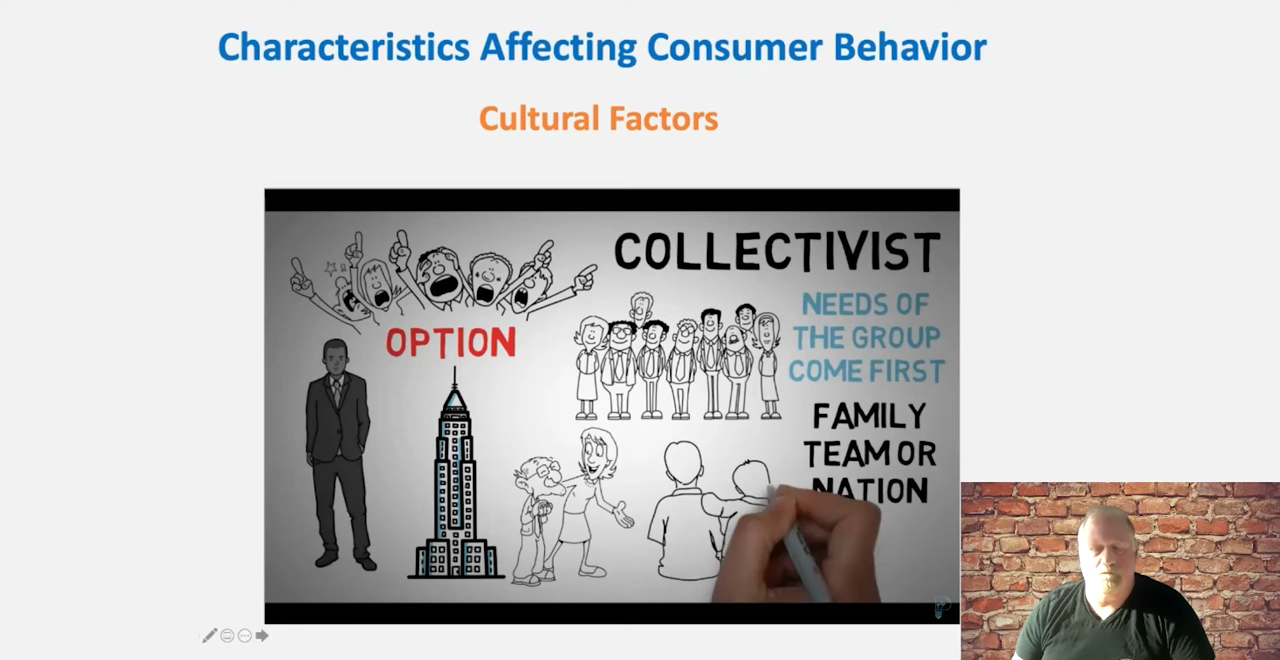 Characteristics Affecting Consumer Behavior
Cultural Factors
COLLECTIVIST
OPTION
NEEDS OF
THE GROUP
COME FIRST
FAMILY
TEAM OR
NATION